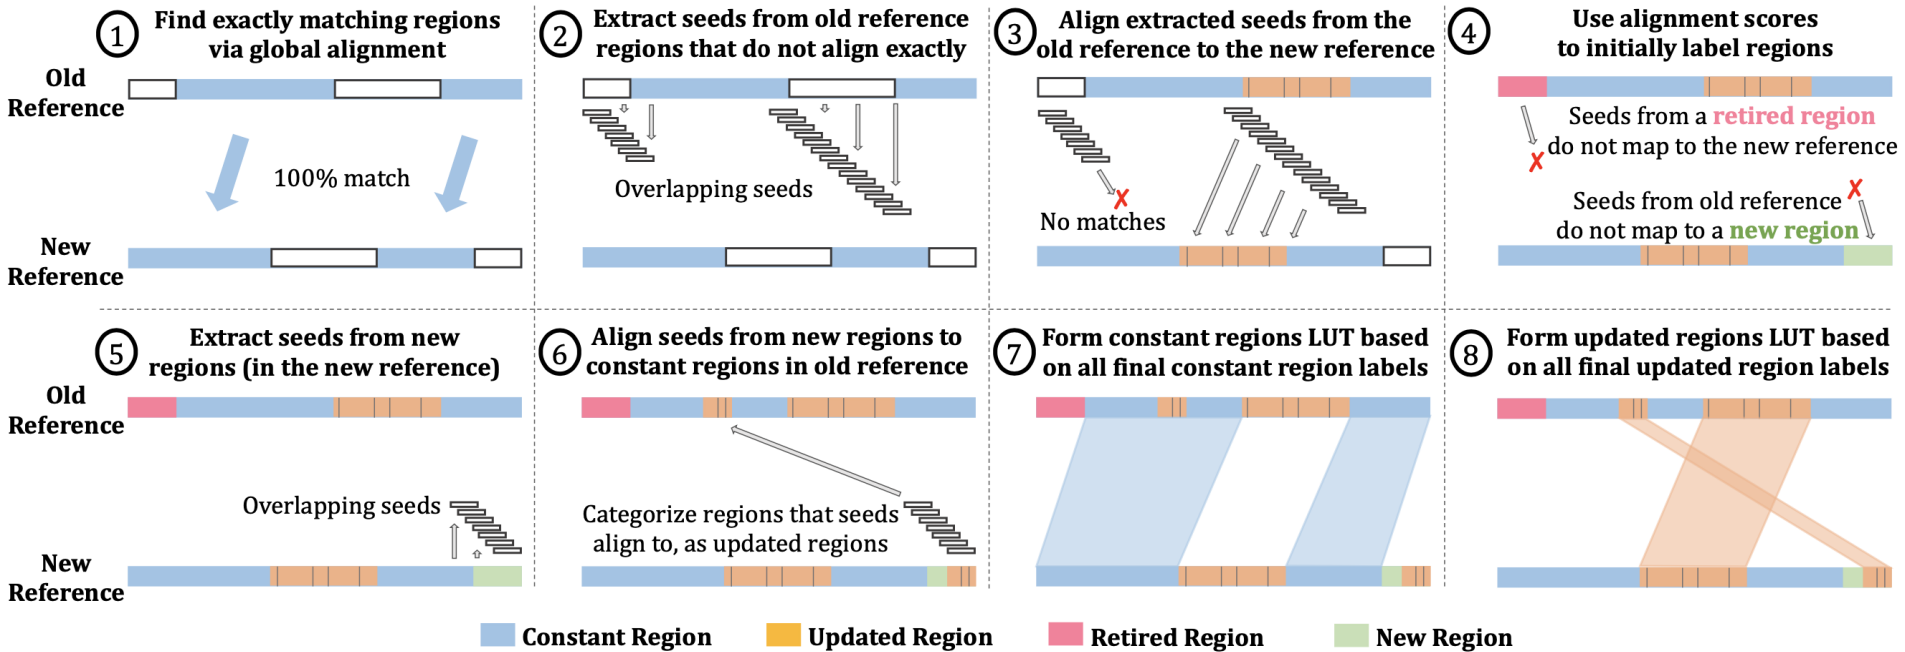 1
Find exactly matching regions
via global alignment
Old
Reference
100% match
New
Reference
2
Extract seeds from old reference
regions that do not align exactly
Overlapping seeds
3
Align extracted seeds from the
old reference to the new reference
No matches
4
Use alignment scores
to initially label regions
Seeds from a retired region
do not map to the new reference
Seeds from old reference
do not map to a new region
5
Extract seeds from new
regions (in the new reference)
Old
Reference
Overlapping seeds
New
Reference
6
Align seeds from new regions to
constant regions in old reference
Categorize regions that seeds
align to, as updated regions
7
Form constant regions LUT based
on all final constant region labels
8
Form updated regions LUT based
on all final updated region labels
Constant Region
Updated Region
Retired Region
New Region